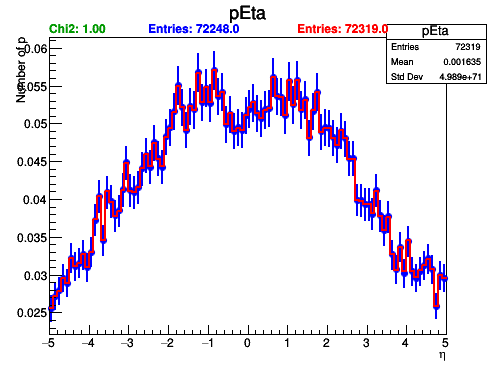 pEta
Chi2: 1.00 Entries: 72248.0 Entries: 72319.0
pEta
Entries 72319
Mean 0.001635
Std Dev 4.989e+71
Number of p
0.06
0.055
0.05
0.045
0.04
0.035
0.03
0.025
−5 −4 −3 −2 −1 0 1 2 3 4 5
η